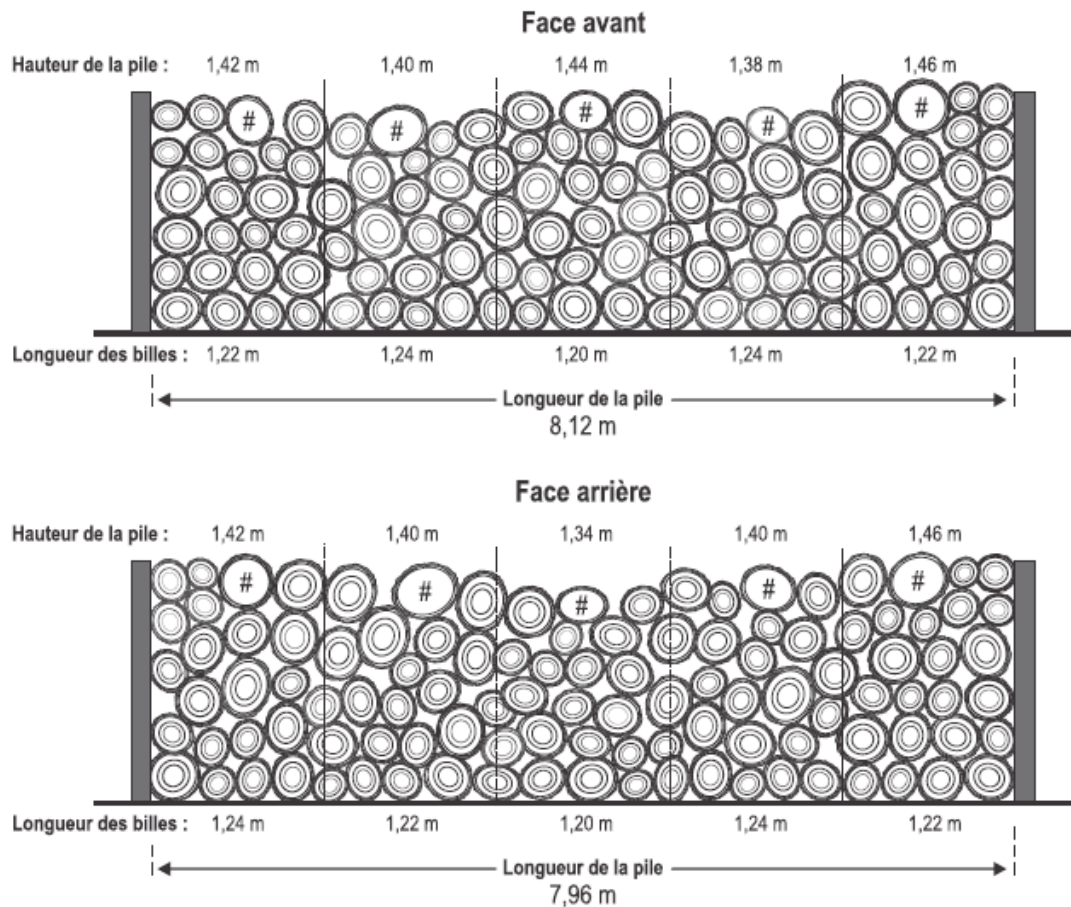 Face avant
Hauteur de la pile : 1,42 m 1,40 m 1,44 m 1,38 m 1,46 m
# # # # #
Longueur des billes : 1,22 m 1,24 m 1,20 m 1,24 m 1,22 m
Longueur de la pile
8,12 m
Face arrière
Hauteur de la pile : 1,42 m 1,40 m 1,34 m 1,40 m 1,46 m
# # # # #
Longueur des billes : 1,24 m 1,22 m 1,20 m 1,24 m 1,22 m
Longueur de la pile
7,96 m